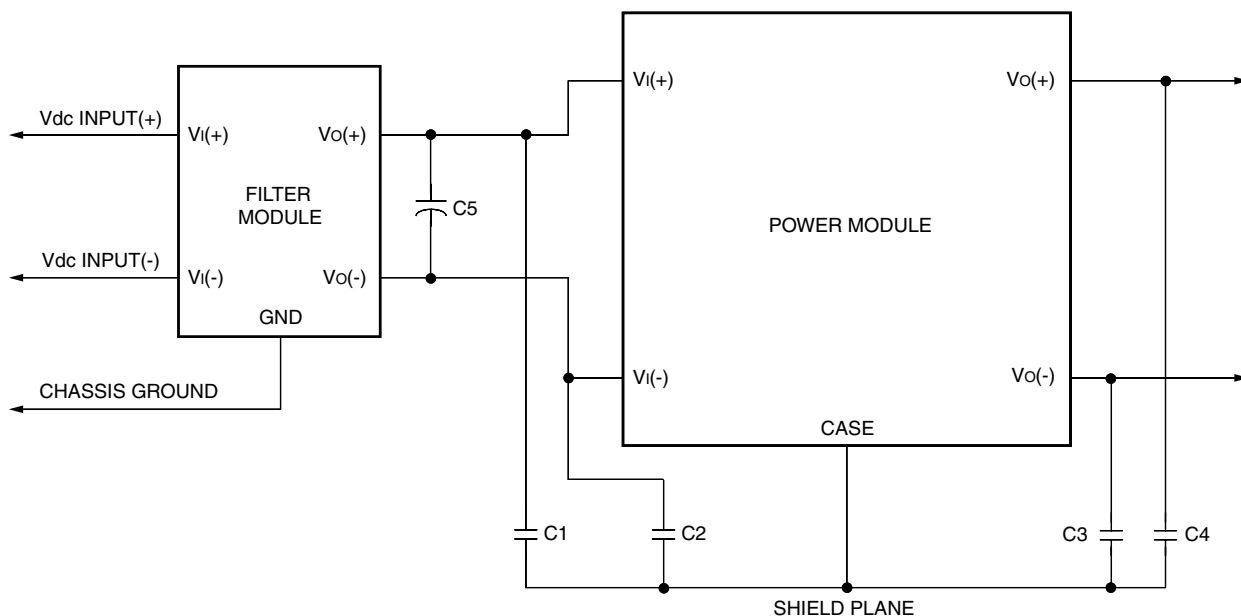 VI(+)
VO(+)
Vdc INPUT(+)
VI(+)
VO(+)
FILTER
MODULE
C5
POWER MODULE
Vdc INPUT(-)
VI(-)
VO(-)
GND
CHASSIS GROUND
VI(-)
VO(-)
CASE
C1
C2
C3
C4
SHIELD PLANE